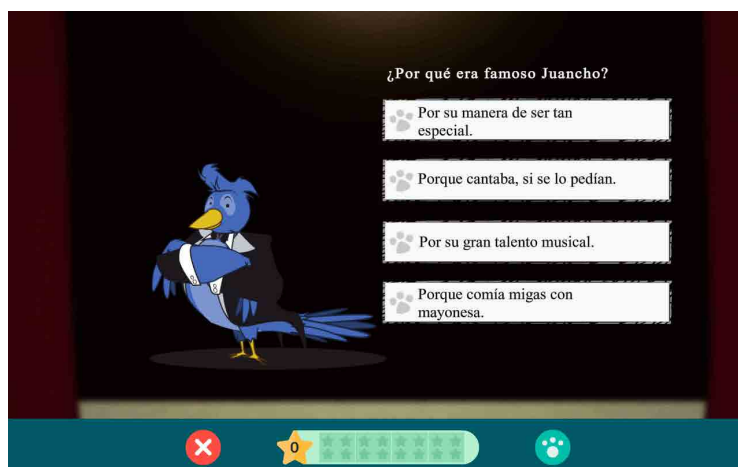 ¿Por qué era famoso Juancho?
Por su manera de ser tan
especial.
Porque cantaba, si se lo pedían.
Por su gran talento musical.
Porque comía migas con
mayonesa.
0